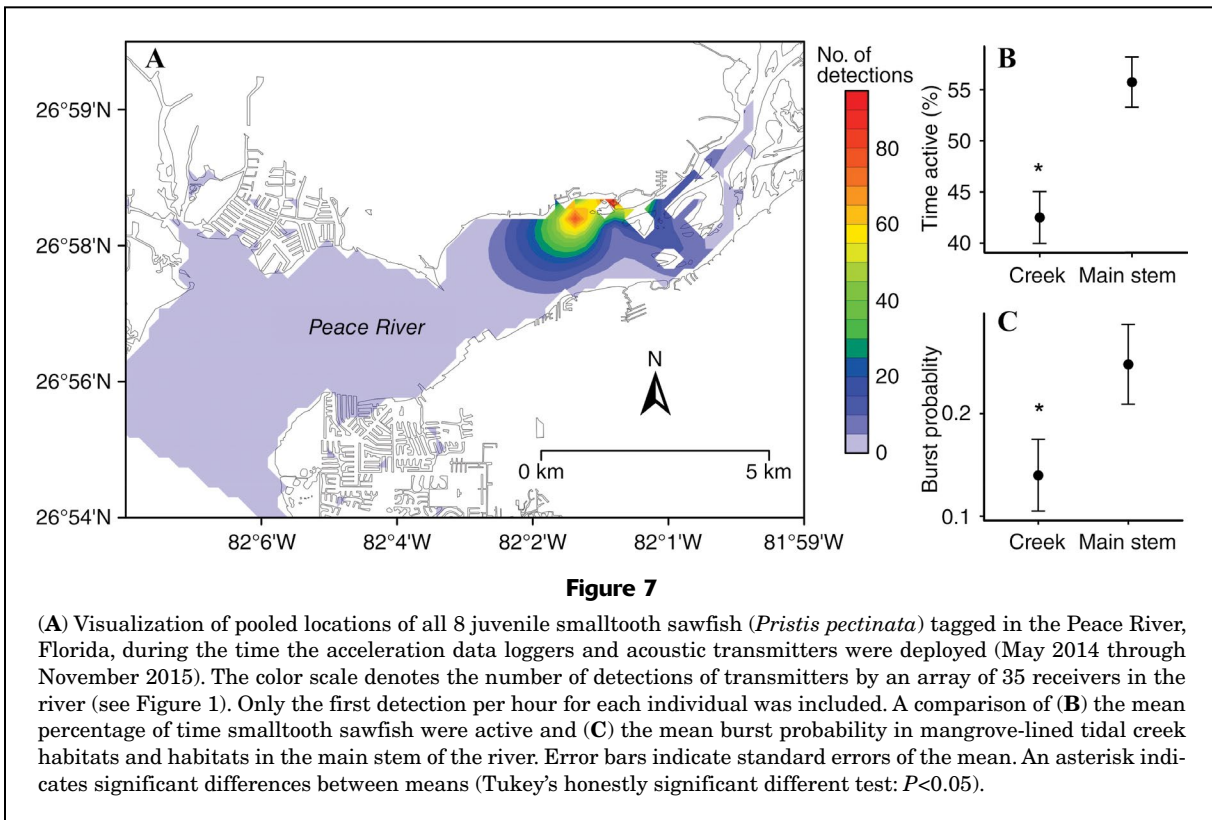 A
26°59'N
26°58'N
26°56'N
26°54'N
82°6'W
82°4'W
82°2'W
82°1'W
81°59'W
Peace River
N
0 km
5 km
No. of
detections
80
60
40
20
0
B
Time active (%)
55
50
45
40
*
Creek
Main stem
C
Burst probablity
0.2
0.1
*
Creek
Main stem
Figure 7
(A) Visualization of pooled locations of all 8 juvenile smalltooth sawfish (Pristis pectinata) tagged in the Peace River,
Florida, during the time the acceleration data loggers and acoustic transmitters were deployed (May 2014 through
November 2015). The color scale denotes the number of detections of transmitters by an array of 35 receivers in the
river (see Figure 1). Only the first detection per hour for each individual was included. A comparison of (B) the mean
percentage of time smalltooth sawfish were active and (C) the mean burst probability in mangrove-lined tidal creek
habitats and habitats in the main stem of the river. Error bars indicate standard errors of the mean. An asterisk indi-
cates significant differences between means (Tukey's honestly significant different test: P<0.05).